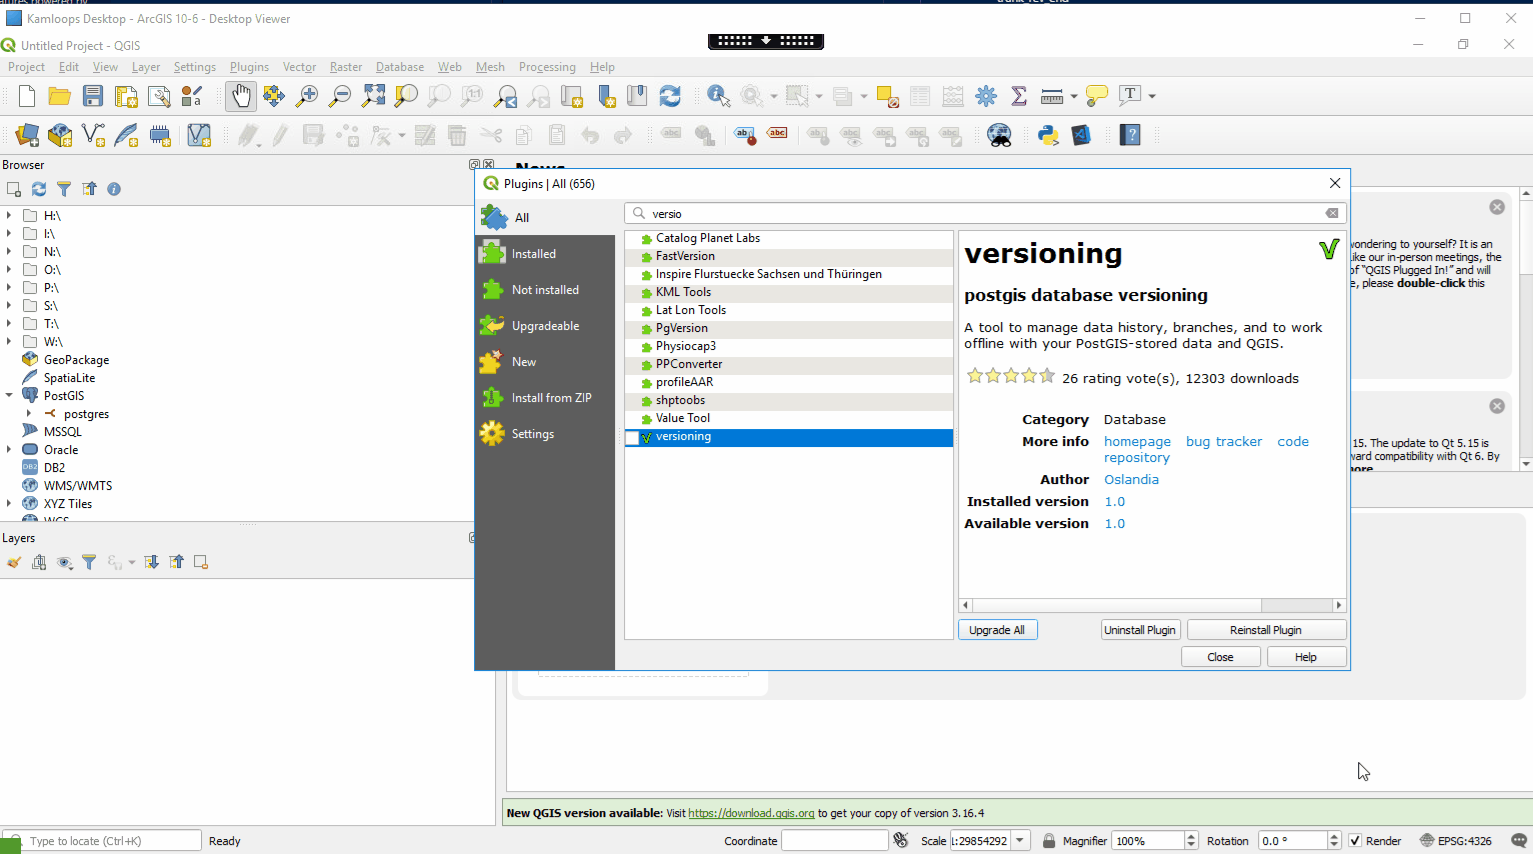 Kamloops Desktop - ArcGIS 10-6 - Desktop Viewer
Untitled Project - QGIS
Project Edit View Layer Settings Plugins Vector Raster Database Web Mesh Processing Help
Browser
H:\
I:\
N:\
O:\
P:\
S:\
T:\
W:\
GeoPackage
SpatiaLite
PostGIS
postgres
MSSQL
Oracle
DB2
WMS/WMTS
XYZ Tiles
WCS
Layers
News
Plugins | All (656)
All
Installed
Not installed
Upgradeable
New
Install from ZIP
Settings
versio
Catalog Planet Labs
FastVersion
Inspire Flurstuecke Sachsen und Thüringen
KML Tools
Lat Lon Tools
PgVersion
Physiocap3
PPConverter
profileAAR
shptoobs
Value Tool
versioning
versioning
postgis database versioning
A tool to manage data history, branches, and to work
offline with your PostGIS-stored data and QGIS.
26 rating vote(s), 12303 downloads
Category Database
More info homepage bug tracker code
repository
Author Oslandia
Installed version 1.0
Available version 1.0
Upgrade All Uninstall Plugin Reinstall Plugin
Close Help
wondering to yourself? It is an
ike our in-person meetings, the
of "QGIS Plugged In!" and will
e, please double-click this
15. The update to Qt 5.15 is
ward compatibility with Qt 6. By
New QGIS version available: Visit https://download.qgis.org to get your copy of version 3.16.4
Type to locate (Ctrl+K) Ready Coordinate Scale 1:29854292 Magnifier 100% Rotation 0.0 ° Render EPSG:4326